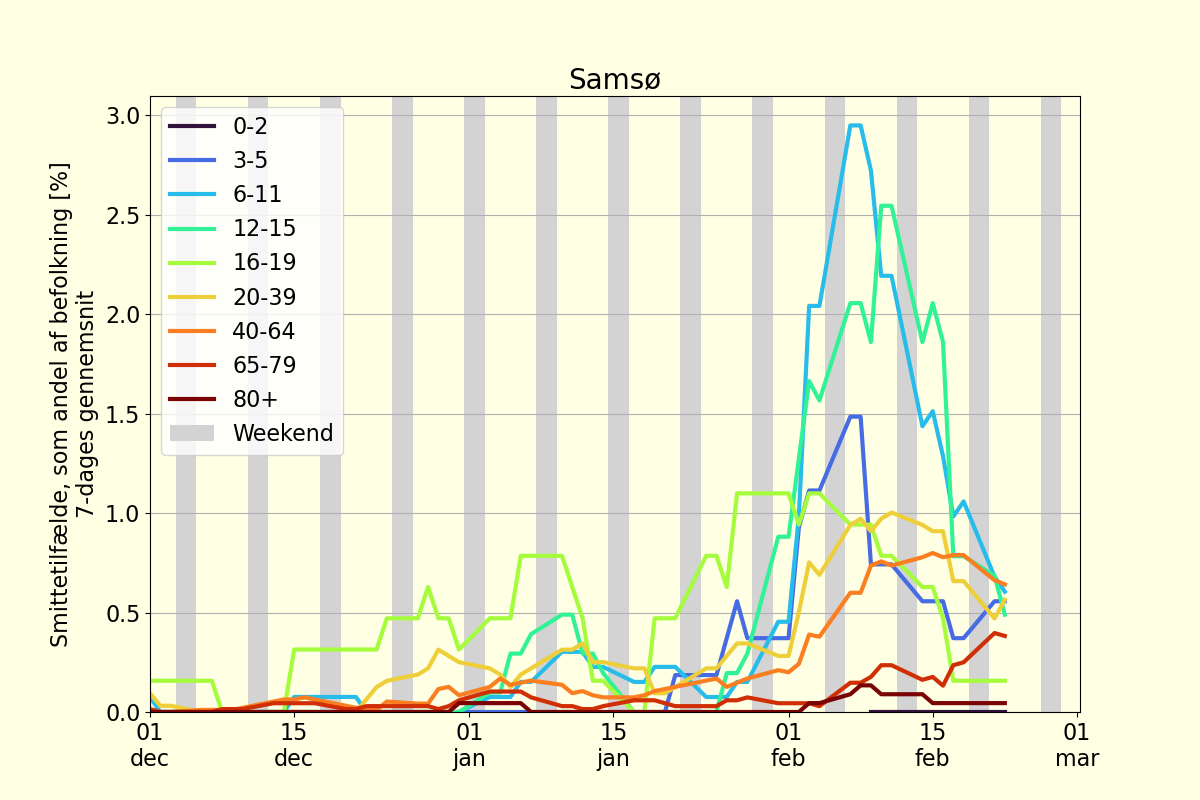 Samsø
Smittetilfælde, som andel af befolkning [%]
7-dages gennemsnit
3.0
2.5
2.0
1.5
1.0
0.5
0.0
0-2
3-5
6-11
12-15
16-19
20-39
40-64
65-79
80+
Weekend
01 15 01 15 01 15 01
dec dec jan jan feb feb mar